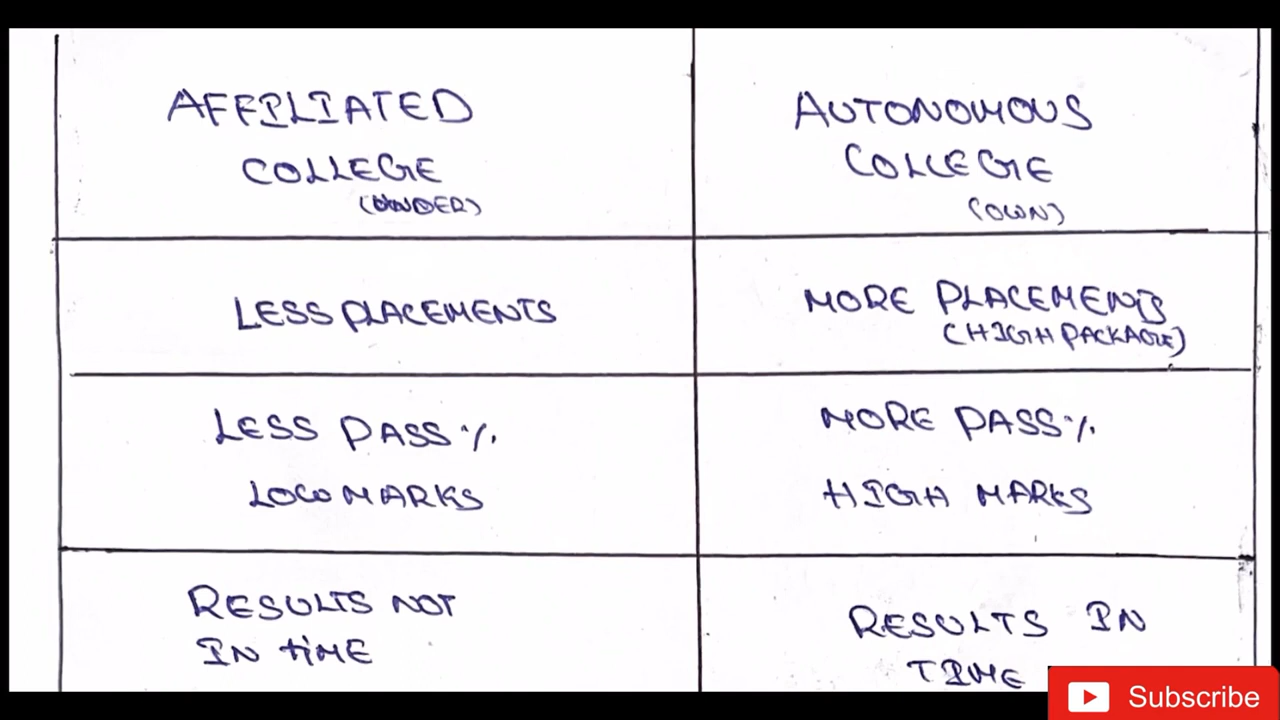 AFFILIATED
COLLEGE
(UNDER)
AUTONOMOUS
COLLEGE
(OWN)
LESS PLACEMENTS
MORE PLACEMENTS
(HIGH PACKAGE)
LESS PASS %
LOW MARKS
MORE PASS %
HIGH MARKS
RESULTS NOT
IN TIME
RESULTS IN
TIME
Subscribe